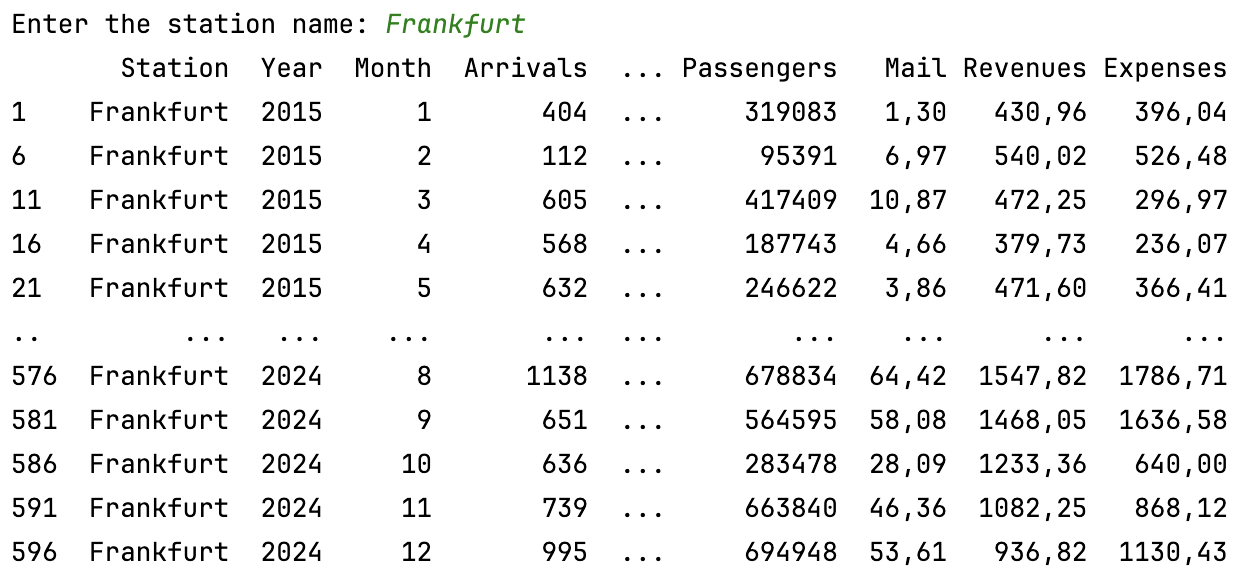 Enter the station name: Frankfurt
Station Year Month Arrivals ... Passengers Mail Revenues Expenses
1 Frankfurt 2015 1 404 ... 319083 1,30 430,96 396,04
6 Frankfurt 2015 2 112 ... 95391 6,97 540,02 526,48
11 Frankfurt 2015 3 605 ... 417409 10,87 472,25 296,97
16 Frankfurt 2015 4 568 ... 187743 4,66 379,73 236,07
21 Frankfurt 2015 5 632 ... 246622 3,86 471,60 366,41
.. ... ... ... ... ... ... ... ... ...
576 Frankfurt 2024 8 1138 ... 678834 64,42 1547,82 1786,71
581 Frankfurt 2024 9 651 ... 564595 58,08 1468,05 1636,58
586 Frankfurt 2024 10 636 ... 283478 28,09 1233,36 640,00
591 Frankfurt 2024 11 739 ... 663840 46,36 1082,25 868,12
596 Frankfurt 2024 12 995 ... 694948 53,61 936,82 1130,43